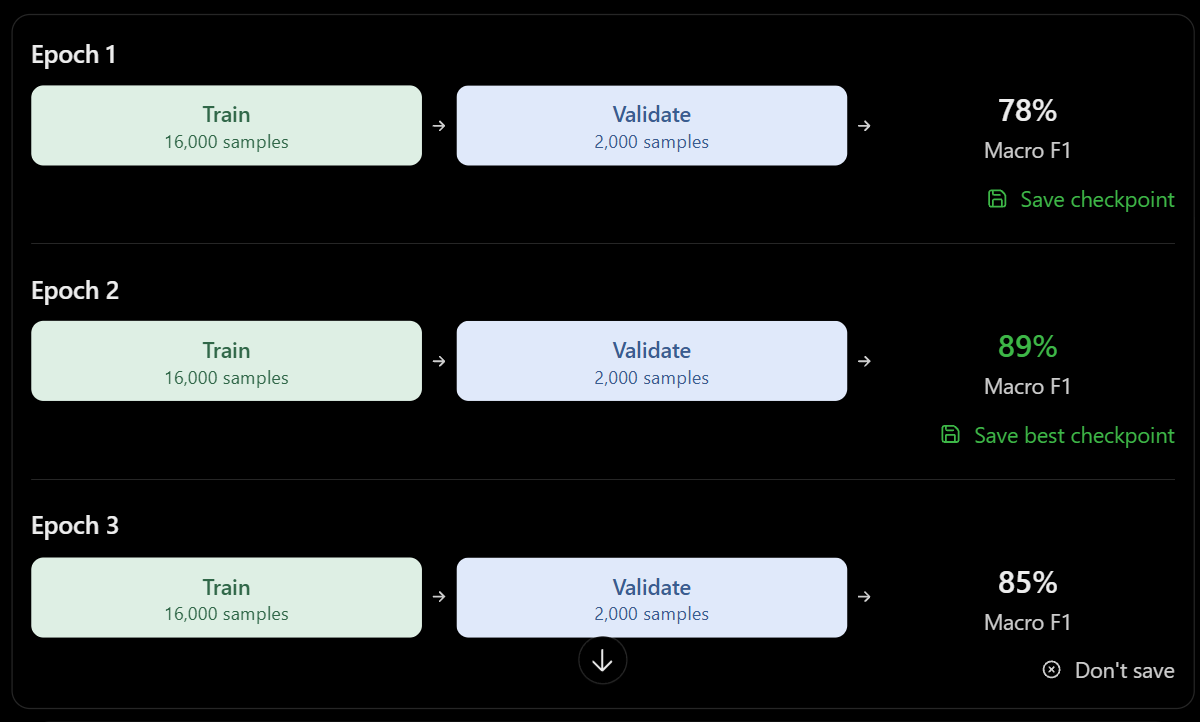 Epoch 1
Train
16,000 samples
Validate
2,000 samples
78%
Macro F1
Save checkpoint
Epoch 2
Train
16,000 samples
Validate
2,000 samples
89%
Macro F1
Save best checkpoint
Epoch 3
Train
16,000 samples
Validate
2,000 samples
85%
Macro F1
Don't save